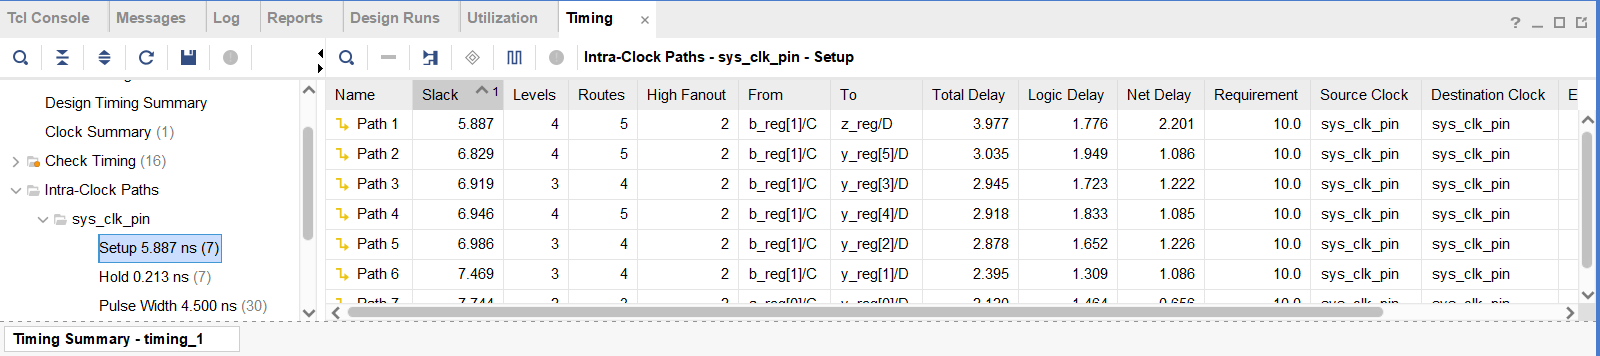 Tcl Console Messages Log Reports Design Runs Utilization Timing × ? 
Intra-Clock Paths - sys_clk_pin - Setup
Design Timing Summary
Clock Summary (1)
Check Timing (16)
Intra-Clock Paths
sys_clk_pin
Setup 5.887 ns (7)
Hold 0.213 ns (7)
Pulse Width 4.500 ns (30)
Name Slack 1 Levels Routes High Fanout From To Total Delay Logic Delay Net Delay Requirement Source Clock Destination Clock E
Path 1 5.887 4 5 2 b_reg[1]/C z_reg/D 3.977 1.776 2.201 10.0 sys_clk_pin sys_clk_pin
Path 2 6.829 4 5 2 b_reg[1]/C y_reg[5]/D 3.035 1.949 1.086 10.0 sys_clk_pin sys_clk_pin
Path 3 6.919 3 4 2 b_reg[1]/C y_reg[3]/D 2.945 1.723 1.222 10.0 sys_clk_pin sys_clk_pin
Path 4 6.946 4 5 2 b_reg[1]/C y_reg[4]/D 2.918 1.833 1.085 10.0 sys_clk_pin sys_clk_pin
Path 5 6.986 3 4 2 b_reg[1]/C y_reg[2]/D 2.878 1.652 1.226 10.0 sys_clk_pin sys_clk_pin
Path 6 7.469 3 4 2 b_reg[1]/C y_reg[1]/D 2.395 1.309 1.086 10.0 sys_clk_pin sys_clk_pin
Path 7 7.744 2 10.0 sys_clk_pin sys_clk_pin
Timing Summary - timing_1